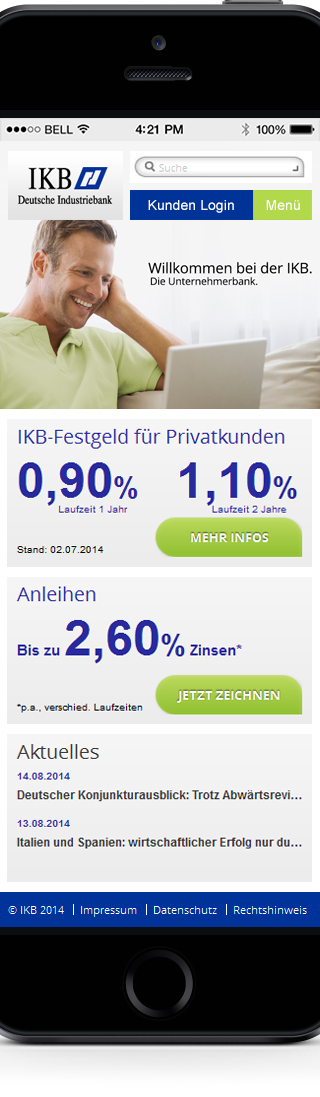 BELL 4:21 PM 100%
IKB
Deutsche Industriebank
Suche
Kunden Login Menü
Willkommen bei der IKB.
Die Unternehmerbank.
IKB-Festgeld für Privatkunden
0,90% 1,10%
Laufzeit 1 Jahr Laufzeit 2 Jahre
Stand: 02.07.2014 MEHR INFOS
Anleihen
Bis zu 2,60% Zinsen*
*p.a., verschied. Laufzeiten JETZT ZEICHNEN
Aktuelles
14.08.2014
Deutscher Konjunkturausblick: Trotz Abwärtsrevi...
13.08.2014
Italien und Spanien: wirtschaftlicher Erfolg nur du...
© IKB 2014 | Impressum | Datenschutz | Rechtshinweis